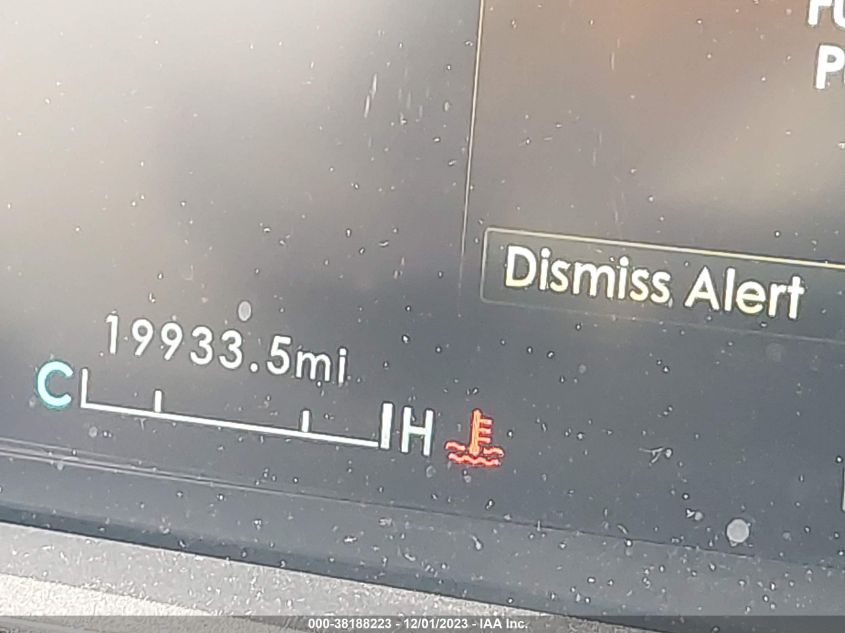 Dismiss Alert
19933.5mi
C H
000-38188223 - 12/01/2023 - IAA Inc.